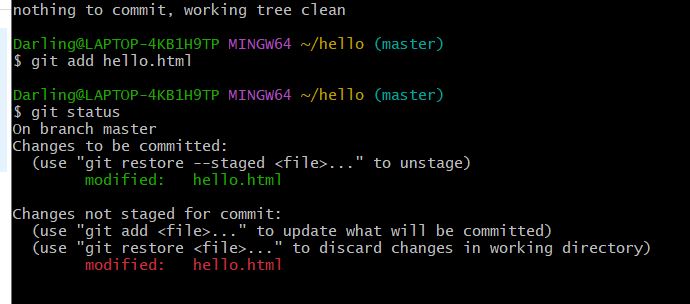 nothing to commit, working tree clean
Darling@LAPTOP-4KB1H9TP MINGW64 ~/hello (master)
$ git add hello.html
Darling@LAPTOP-4KB1H9TP MINGW64 ~/hello (master)
$ git status
On branch master
Changes to be committed:
  (use "git restore --staged <file>..." to unstage)
        modified:   hello.html
Changes not staged for commit:
  (use "git add <file>..." to update what will be committed)
  (use "git restore <file>..." to discard changes in working directory)
        modified:   hello.html